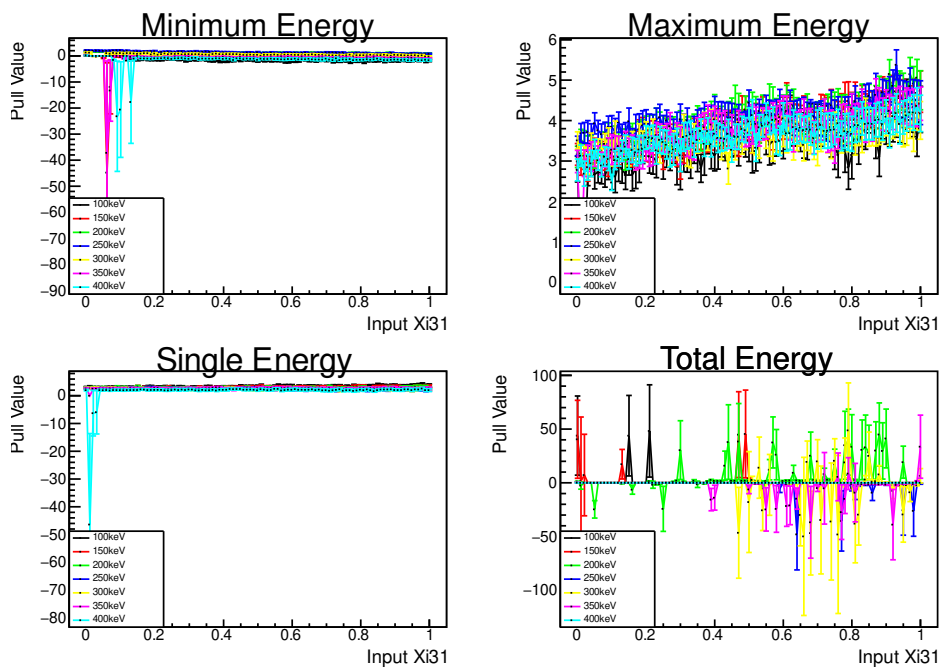 Minimum Energy
Pull Value
0
−10
−20
−30
−40
−50
−60
−70
−80
−90
100keV
150keV
200keV
250keV
300keV
350keV
400keV
0 0.2 0.4 0.6 0.8 1
Input Xi31
Maximum Energy
Pull Value
6
5
4
3
2
1
0
100keV
150keV
200keV
250keV
300keV
350keV
400keV
0 0.2 0.4 0.6 0.8 1
Input Xi31
Single Energy
Pull Value
0
−10
−20
−30
−40
−50
−60
−70
−80
100keV
150keV
200keV
250keV
300keV
350keV
400keV
0 0.2 0.4 0.6 0.8 1
Input Xi31
Total Energy
Pull Value
100
50
0
−50
−100
100keV
150keV
200keV
250keV
300keV
350keV
400keV
0 0.2 0.4 0.6 0.8 1
Input Xi31